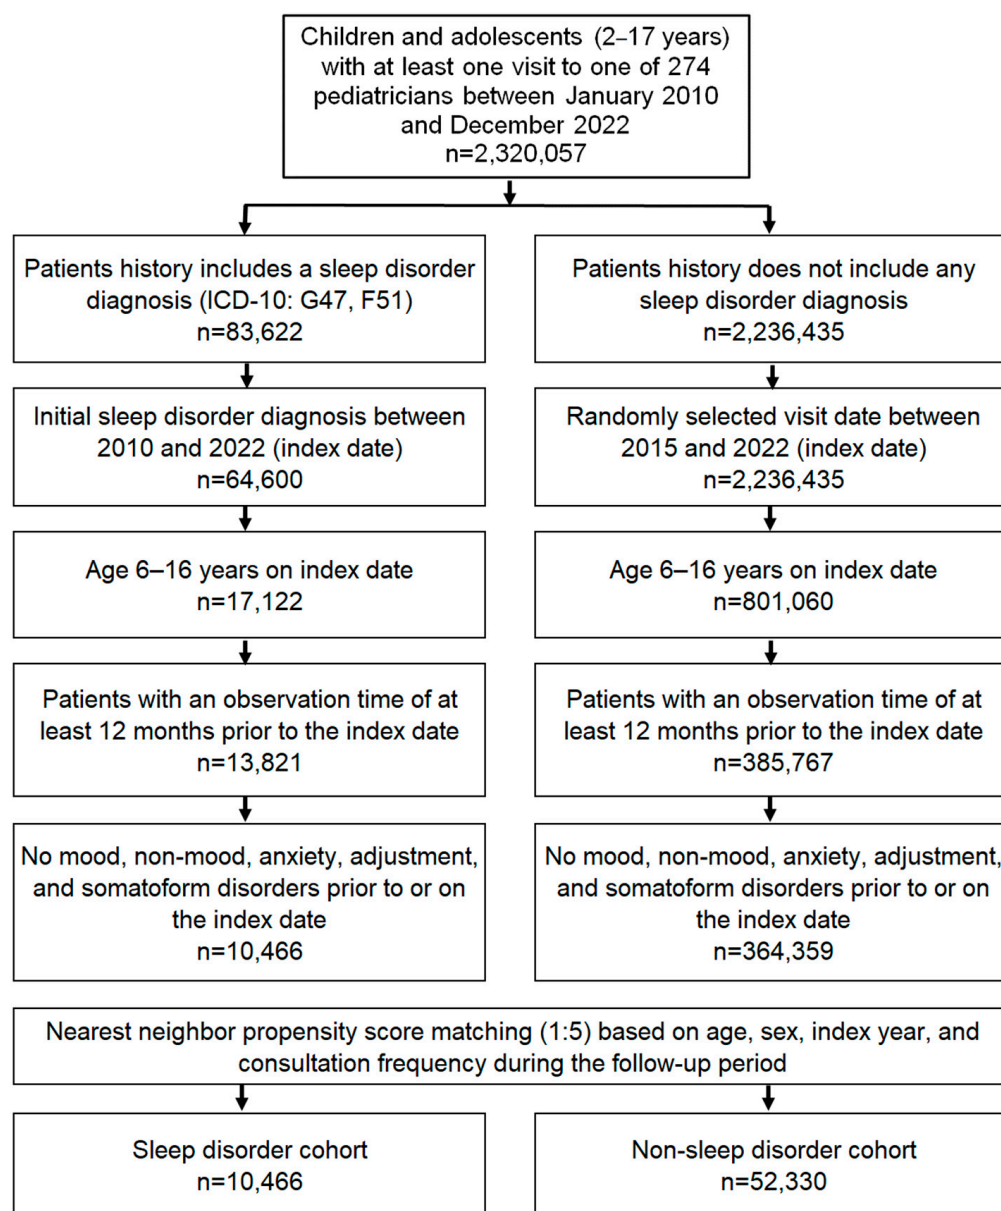 Children and adolescents (2–17 years)
with at least one visit to one of 274
pediatricians between January 2010
and December 2022
n=2,320,057
Patients history includes a sleep disorder
diagnosis (ICD-10: G47, F51)
n=83,622
Patients history does not include any
sleep disorder diagnosis
n=2,236,435
Initial sleep disorder diagnosis between
2010 and 2022 (index date)
n=64,600
Randomly selected visit date between
2015 and 2022 (index date)
n=2,236,435
Age 6–16 years on index date
n=17,122
Age 6–16 years on index date
n=801,060
Patients with an observation time of at
least 12 months prior to the index date
n=13,821
Patients with an observation time of at
least 12 months prior to the index date
n=385,767
No mood, non-mood, anxiety, adjustment,
and somatoform disorders prior to or on
the index date
n=10,466
No mood, non-mood, anxiety, adjustment,
and somatoform disorders prior to or on
the index date
n=364,359
Nearest neighbor propensity score matching (1:5) based on age, sex, index year, and
consultation frequency during the follow-up period
Sleep disorder cohort
n=10,466
Non-sleep disorder cohort
n=52,330